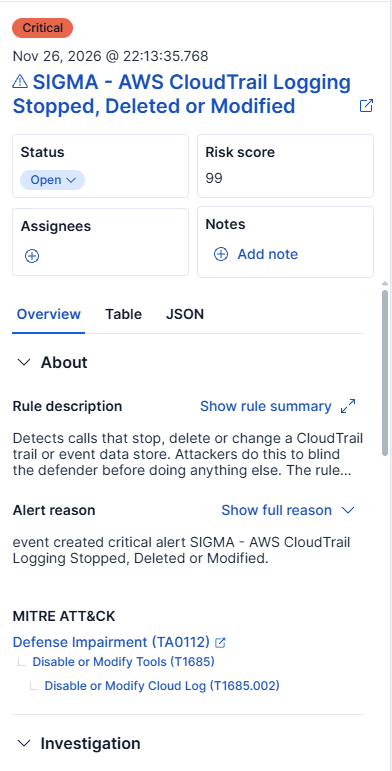 Critical
Nov 26, 2026 @ 22:13:35.768
SIGMA - AWS CloudTrail Logging
Stopped, Deleted or Modified
Status
Risk score
Open
99
Assignees
Notes
Add note
Overview Table JSON
About
Rule description
Show rule summary
Detects calls that stop, delete or change a CloudTrail
trail or event data store. Attackers do this to blind
the defender before doing anything else. The rule...
Alert reason
Show full reason
event created critical alert SIGMA - AWS CloudTrail
Logging Stopped, Deleted or Modified.
MITRE ATT&CK
Defense Impairment (TA0112)
Disable or Modify Tools (T1685)
Disable or Modify Cloud Log (T1685.002)
Investigation